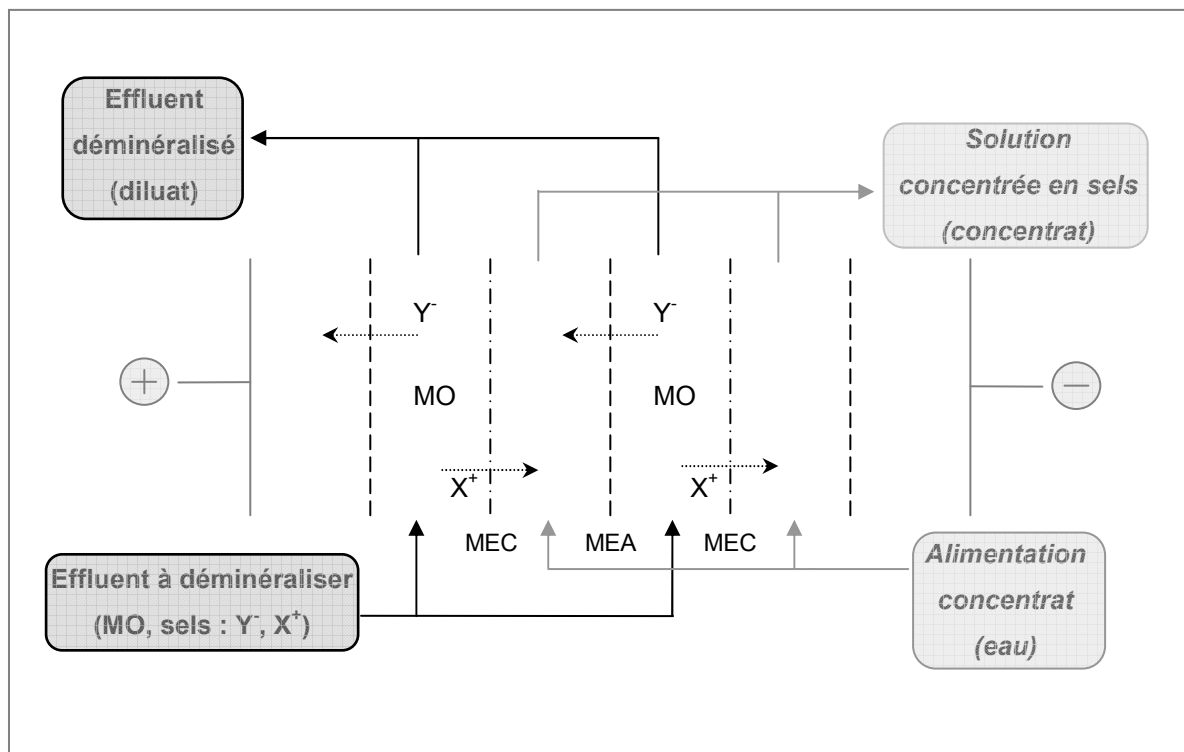 Effluent
déminéralisé
(diluat)
Solution
concentrée en sels
(concentrat)
Y-
Y-
+
MO
MO
−
X+
X+
MEC
MEA
MEC
Effluent à déminéraliser
(MO, sels : Y-, X+)
Alimentation
concentrat
(eau)